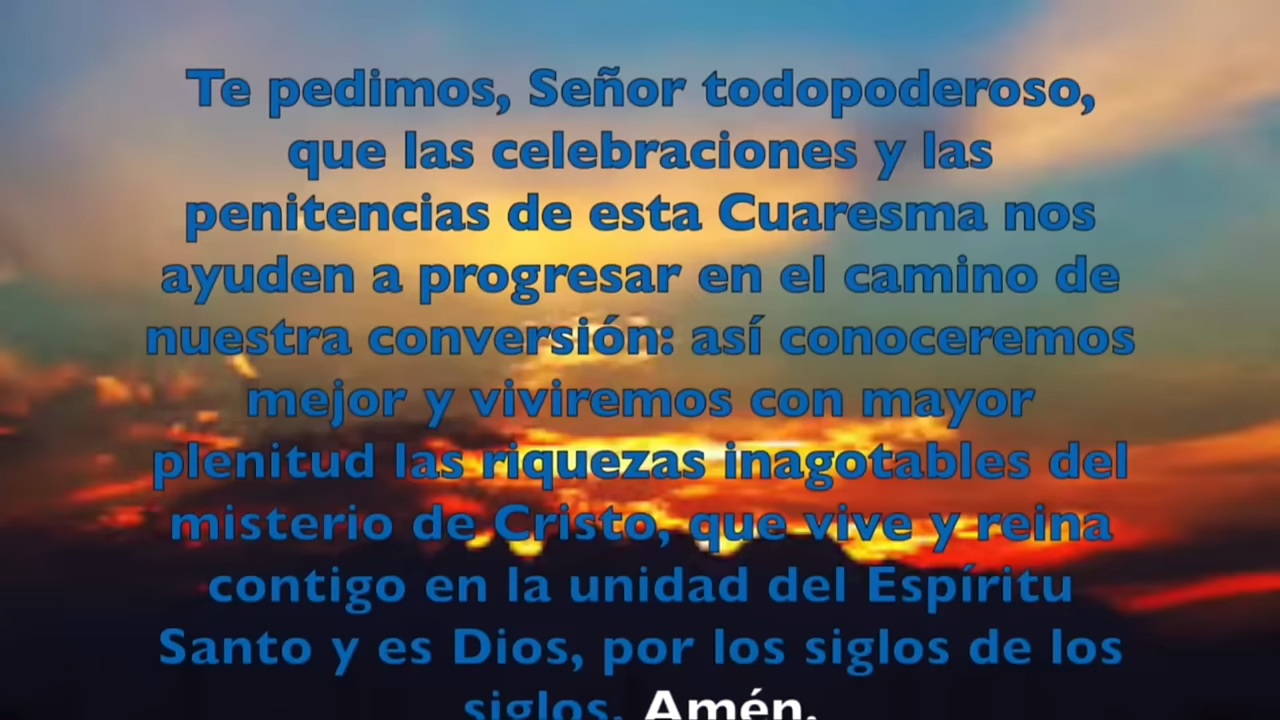 Te pedimos, Señor todopoderoso,
que las celebraciones y las
penitencias de esta Cuaresma nos
ayuden a progresar en el camino de
nuestra conversión: así conoceremos
mejor y viviremos con mayor
plenitud las riquezas inagotables del
misterio de Cristo, que vive y reina
contigo en la unidad del Espíritu
Santo y es Dios, por los siglos de los
siglos. Amén.